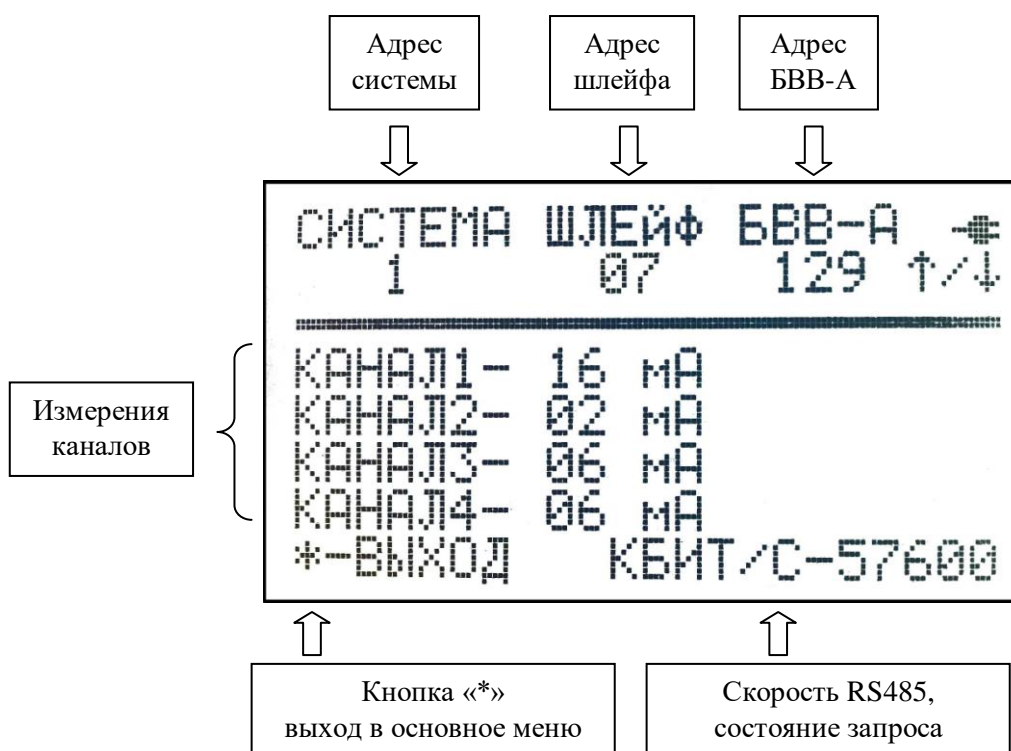 Адрес
системы
Адрес
шлейфа
Адрес
БВВ-А
СИСТЕМА ШЛЕЙФ БВВ-А
1 07 129 ↑/↓
Измерения
каналов
КАНАЛ1- 16 мА
КАНАЛ2- 02 мА
КАНАЛ3- 06 мА
КАНАЛ4- 06 мА
*-ВЫХОД КБИТ/С-57600
Кнопка «*»
выход в основное меню
Скорость RS485,
состояние запроса